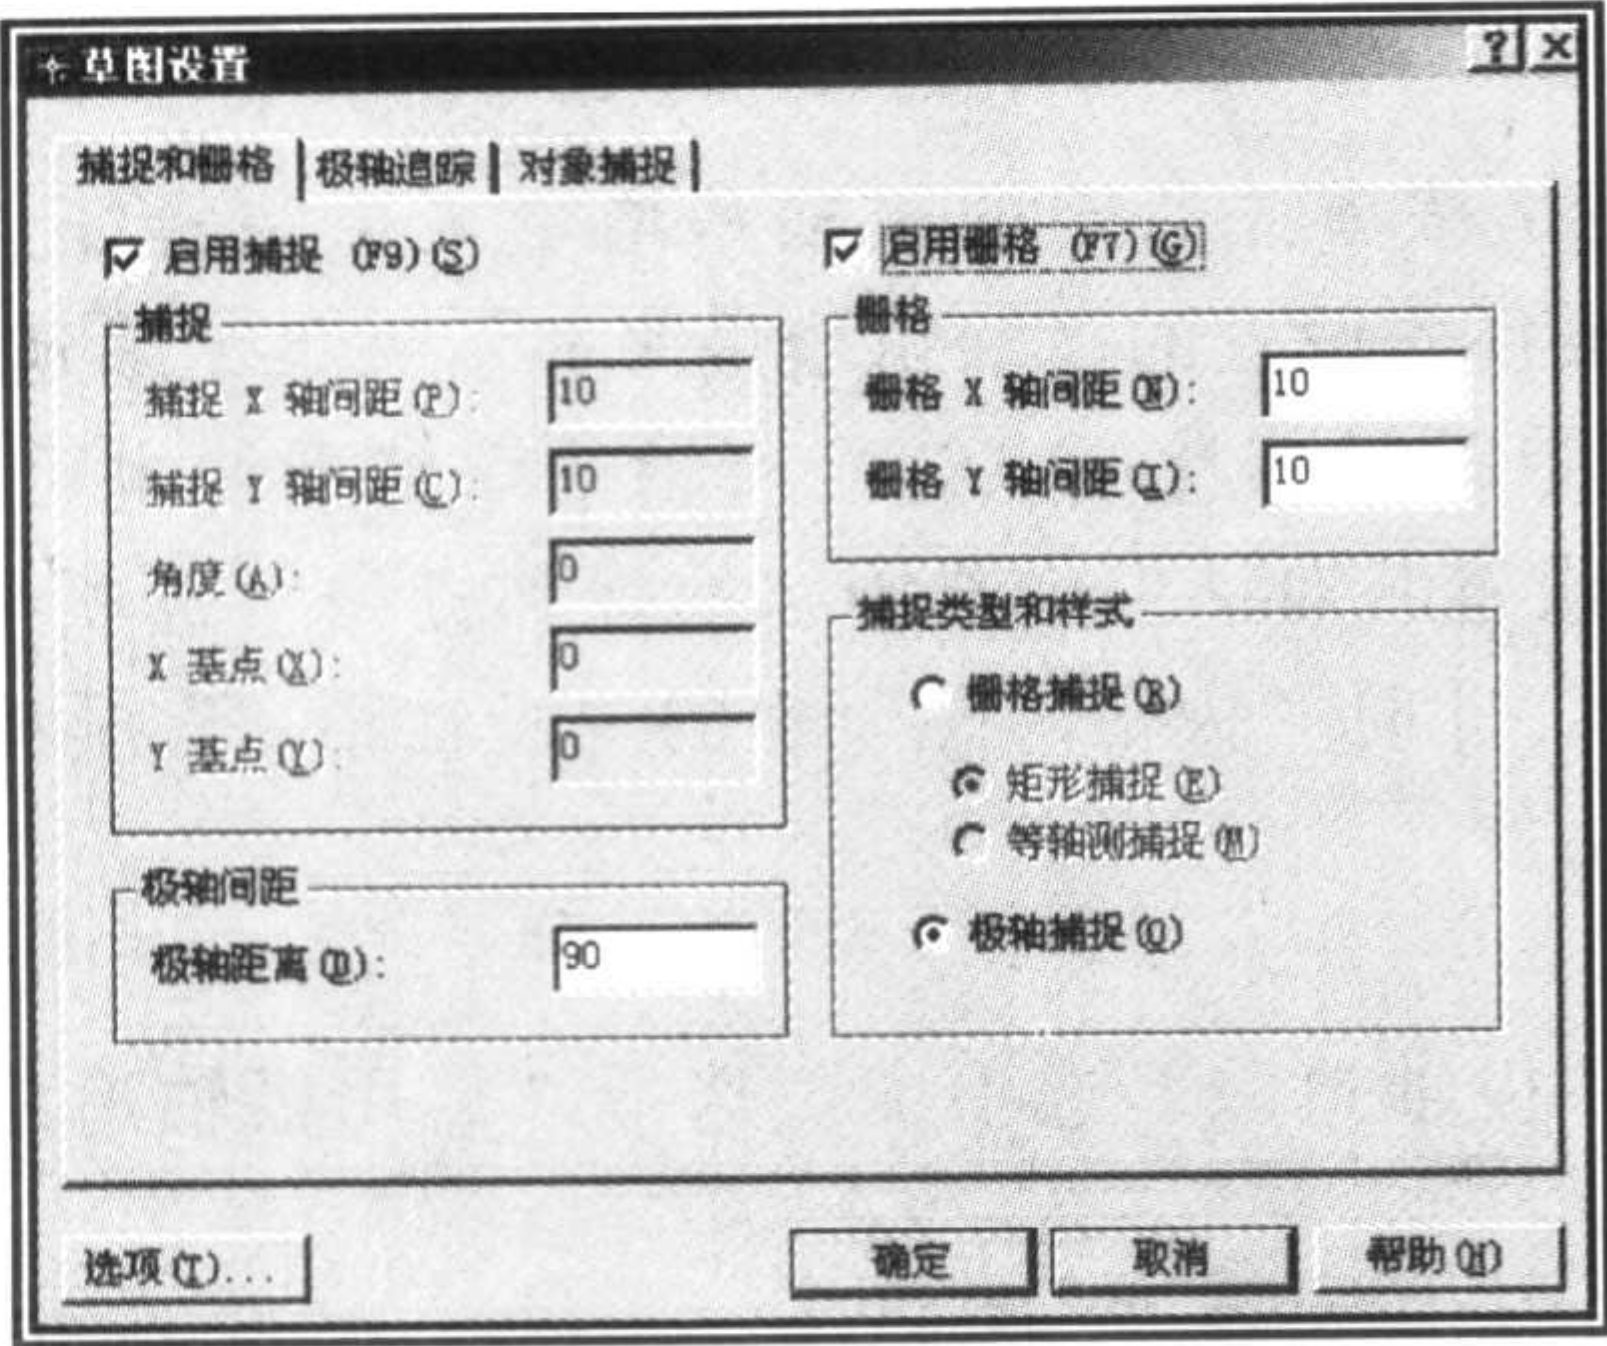 草图设置
捕捉和栅格 极轴追踪 对象捕捉
启用捕捉 (F9)(S)
捕捉
捕捉 X 轴间距(P): 10
捕捉 Y 轴间距(C): 10
角度(A): 0
X 基点(X): 0
Y 基点(Y): 0
极轴间距
极轴距离(D): 90
启用栅格 (F7)(G)
栅格
栅格 X 轴间距(N): 10
栅格 Y 轴间距(I): 10
捕捉类型和样式
栅格捕捉(R)
矩形捕捉(E)
等轴测捕捉(M)
极轴捕捉(O)
选项(T)...
确定 取消 帮助(H)